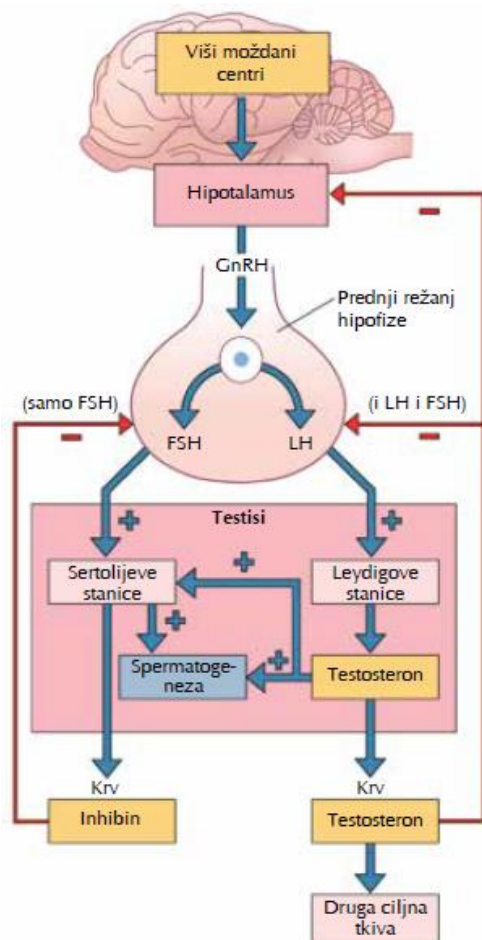 Viši moždani
centri
Hipotalamus
GnRH
Prednji režanj
hipofize
(samo FSH)
(i LH i FSH)
FSH
LH
Testisi
Sertolijeve
stanice
Leydigove
stanice
Spermatoge-
neza
Testosteron
Krv
Krv
Inhibin
Testosteron
Druga ciljna
tkiva